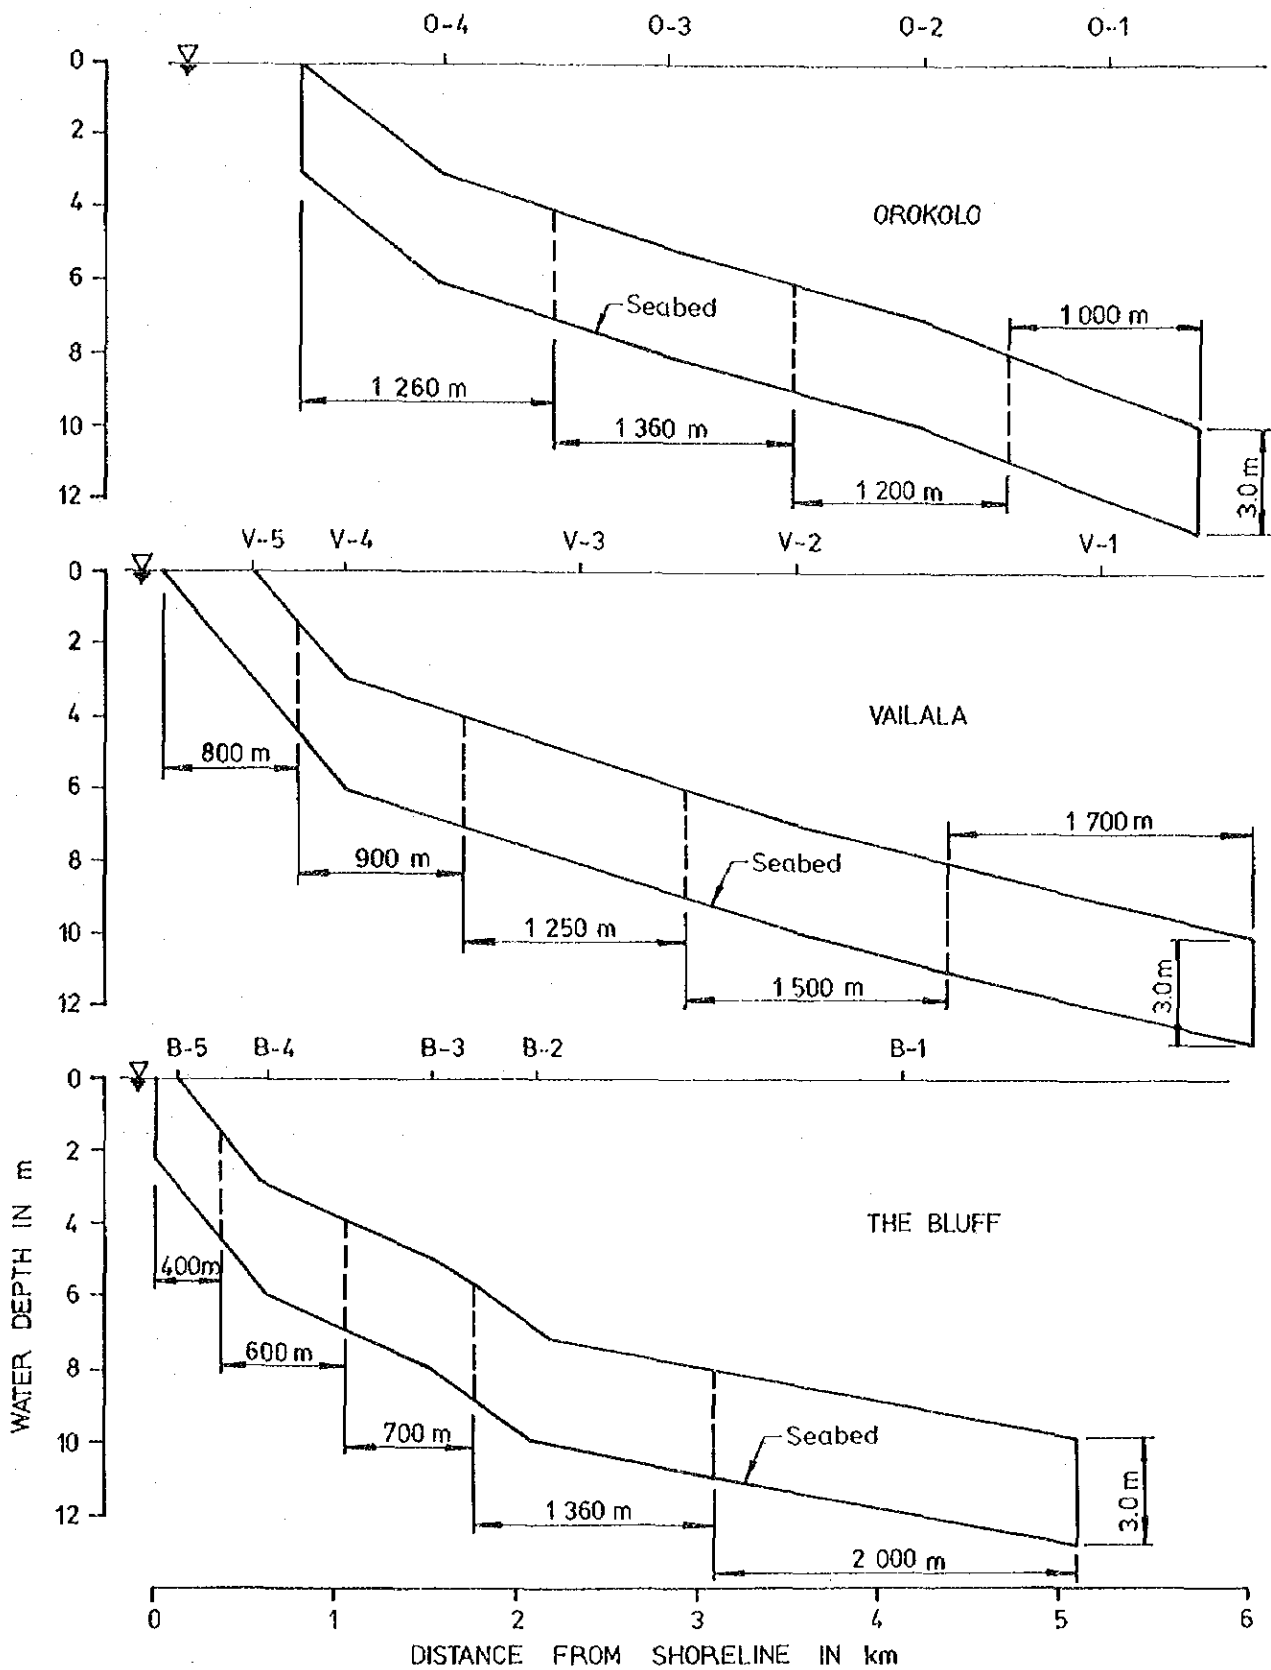 O-4 O-3 O-2 O-1
0
2
4
6
8
10
12
OROKOLO
Seabed
1 000 m
1 260 m
1 360 m
1 200 m
3.0 m
V-5 V-4 V-3 V-2 V-1
0
2
4
6
8
10
12
VAILALA
800 m
1 700 m
900 m
Seabed
1 250 m
1 500 m
3.0 m
B-5 B-4 B-3 B-2 B-1
0
2
4
6
8
10
12
WATER DEPTH IN m
THE BLUFF
400m
600 m
700 m
Seabed
1 360 m
3.0 m
2 000 m
0 1 2 3 4 5 6
DISTANCE FROM SHORELINE IN km